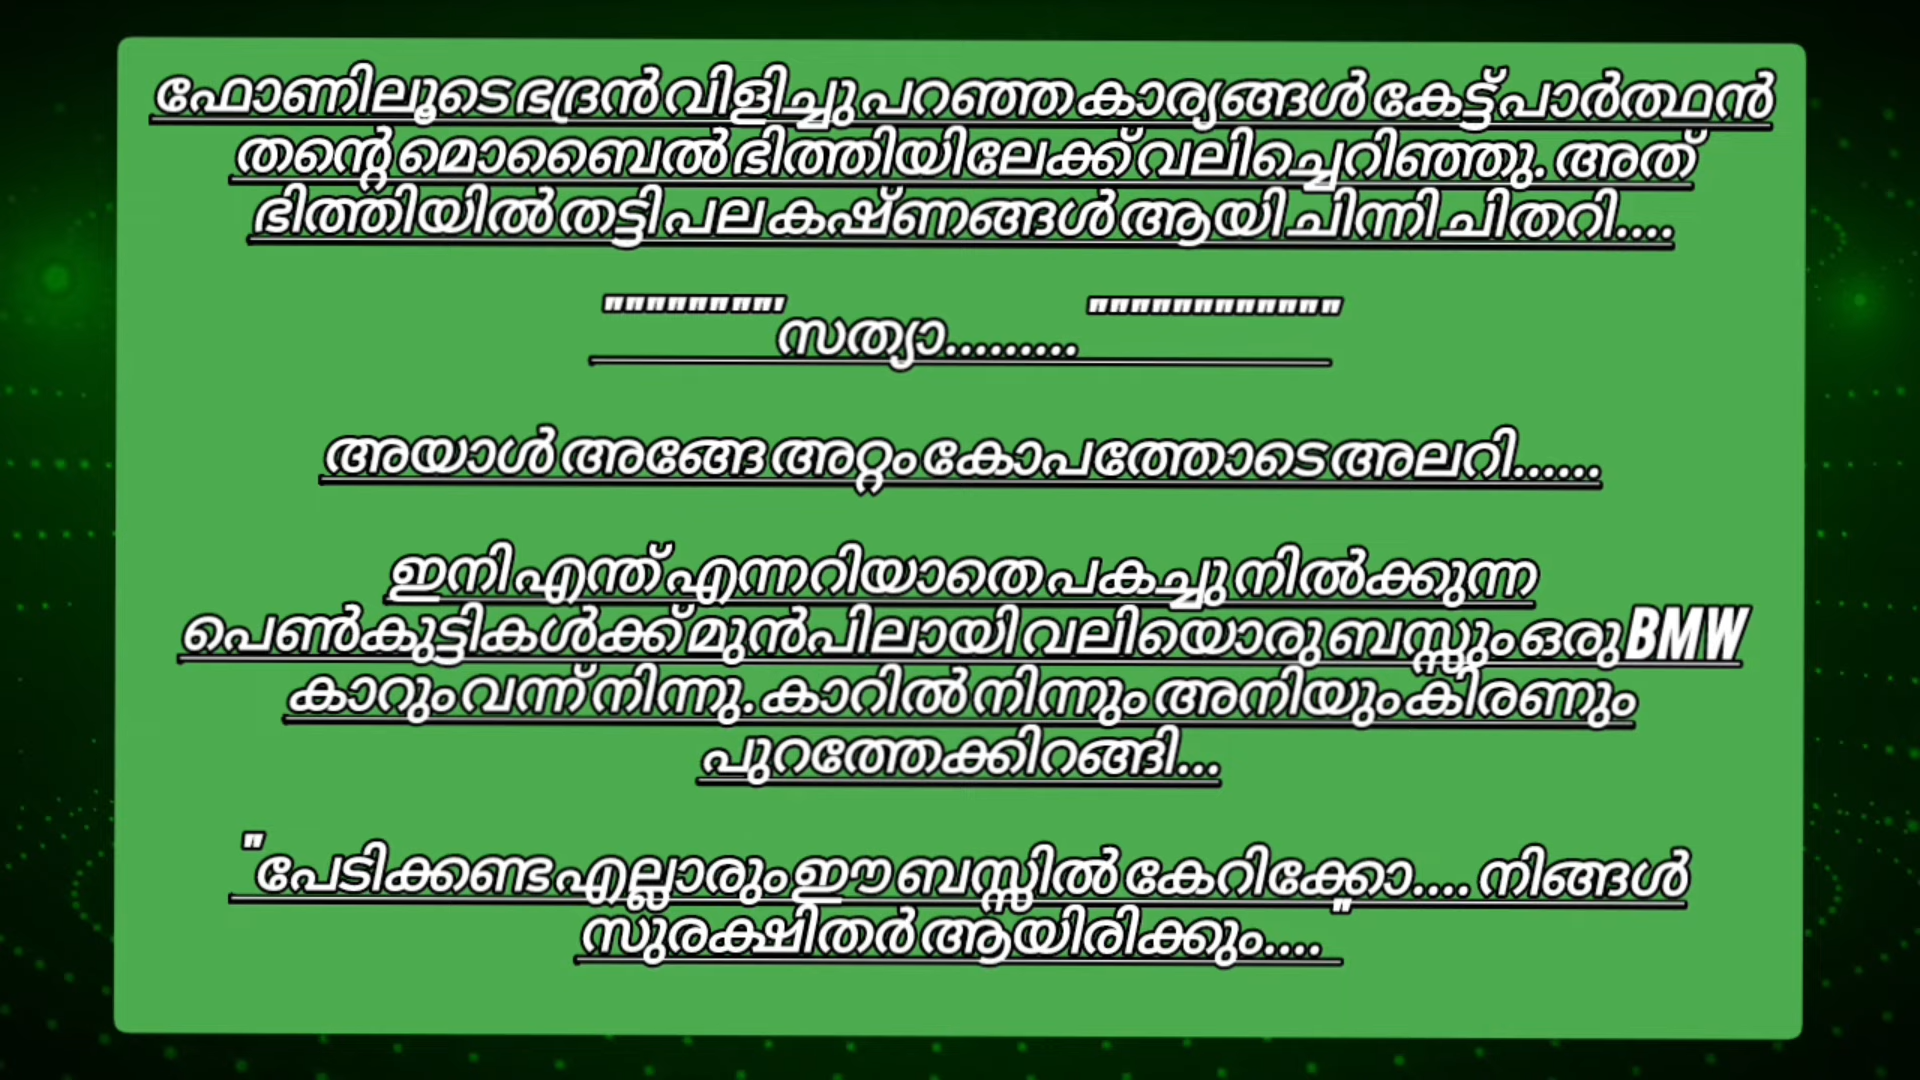 ഫോണിലൂടെ ഭദ്രൻ വിളിച്ചു പറഞ്ഞ കാര്യങ്ങൾ കേട്ട് പാർത്ഥൻ
തന്റെ മൊബൈൽ ഭിത്തിയിലേക്ക് വലിച്ചെറിഞ്ഞു. അത്
ഭിത്തിയിൽ തട്ടി പല കഷ്ണങ്ങൾ ആയി ചിന്നി ചിതറി....
"""""""""'സത്യാ.........""""""""""""
അയാൾ അങ്ങേ അറ്റം കോപത്തോടെ അലറി......
ഇനി എന്ത് എന്നറിയാതെ പകച്ചു നിൽക്കുന്ന
പെൺകുട്ടികൾക്ക് മുൻപിലായി വലിയൊരു ബസ്സും ഒരു BMW
കാറും വന്ന് നിന്നു. കാറിൽ നിന്നും അനിയും കിരണും
പുറത്തേക്കിറങ്ങി...
"പേടിക്കണ്ട എല്ലാരും ഈ ബസ്സിൽ കേറിക്കോ.... നിങ്ങൾ
സുരക്ഷിതർ ആയിരിക്കും...."